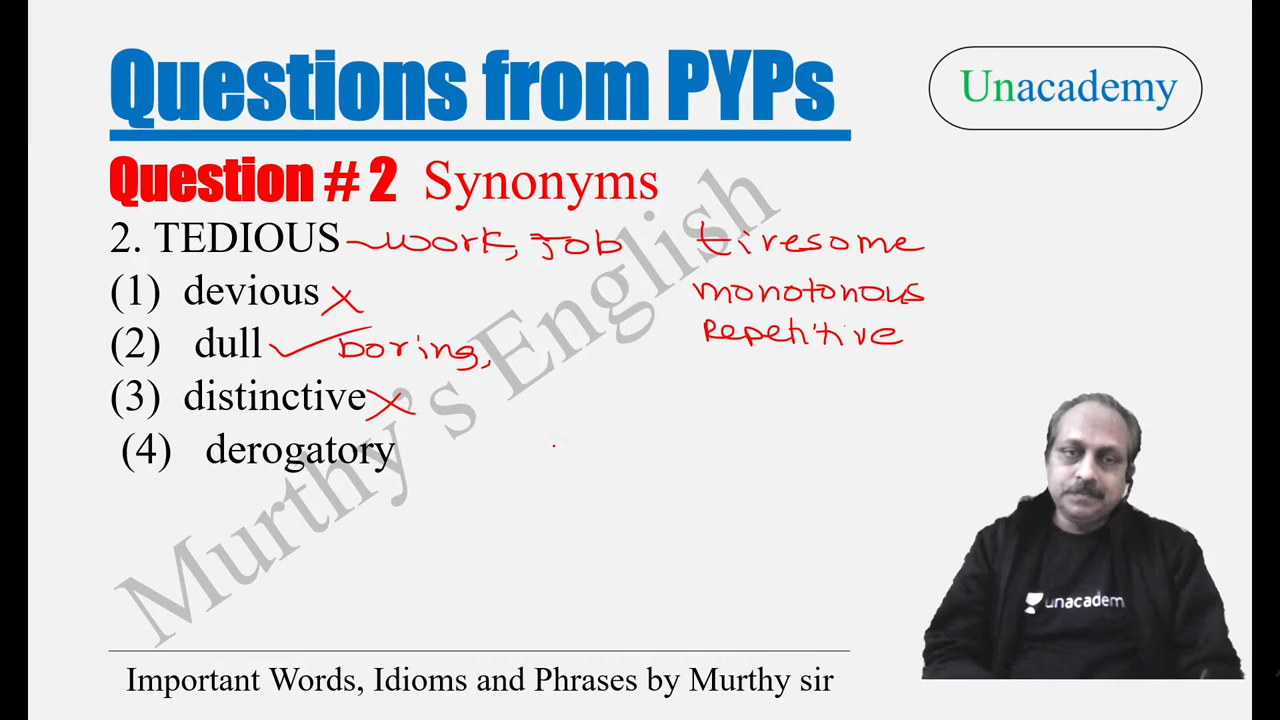 Questions from PYPs
Unacademy
Question # 2 Synonyms
2. TEDIOUS work, Job tiresome
(1) devious x monotonous
(2) dull ✓ boring, Repetitive
(3) distinctive x
(4) derogatory
Murthy's English
unacadem
Important Words, Idioms and Phrases by Murthy sir